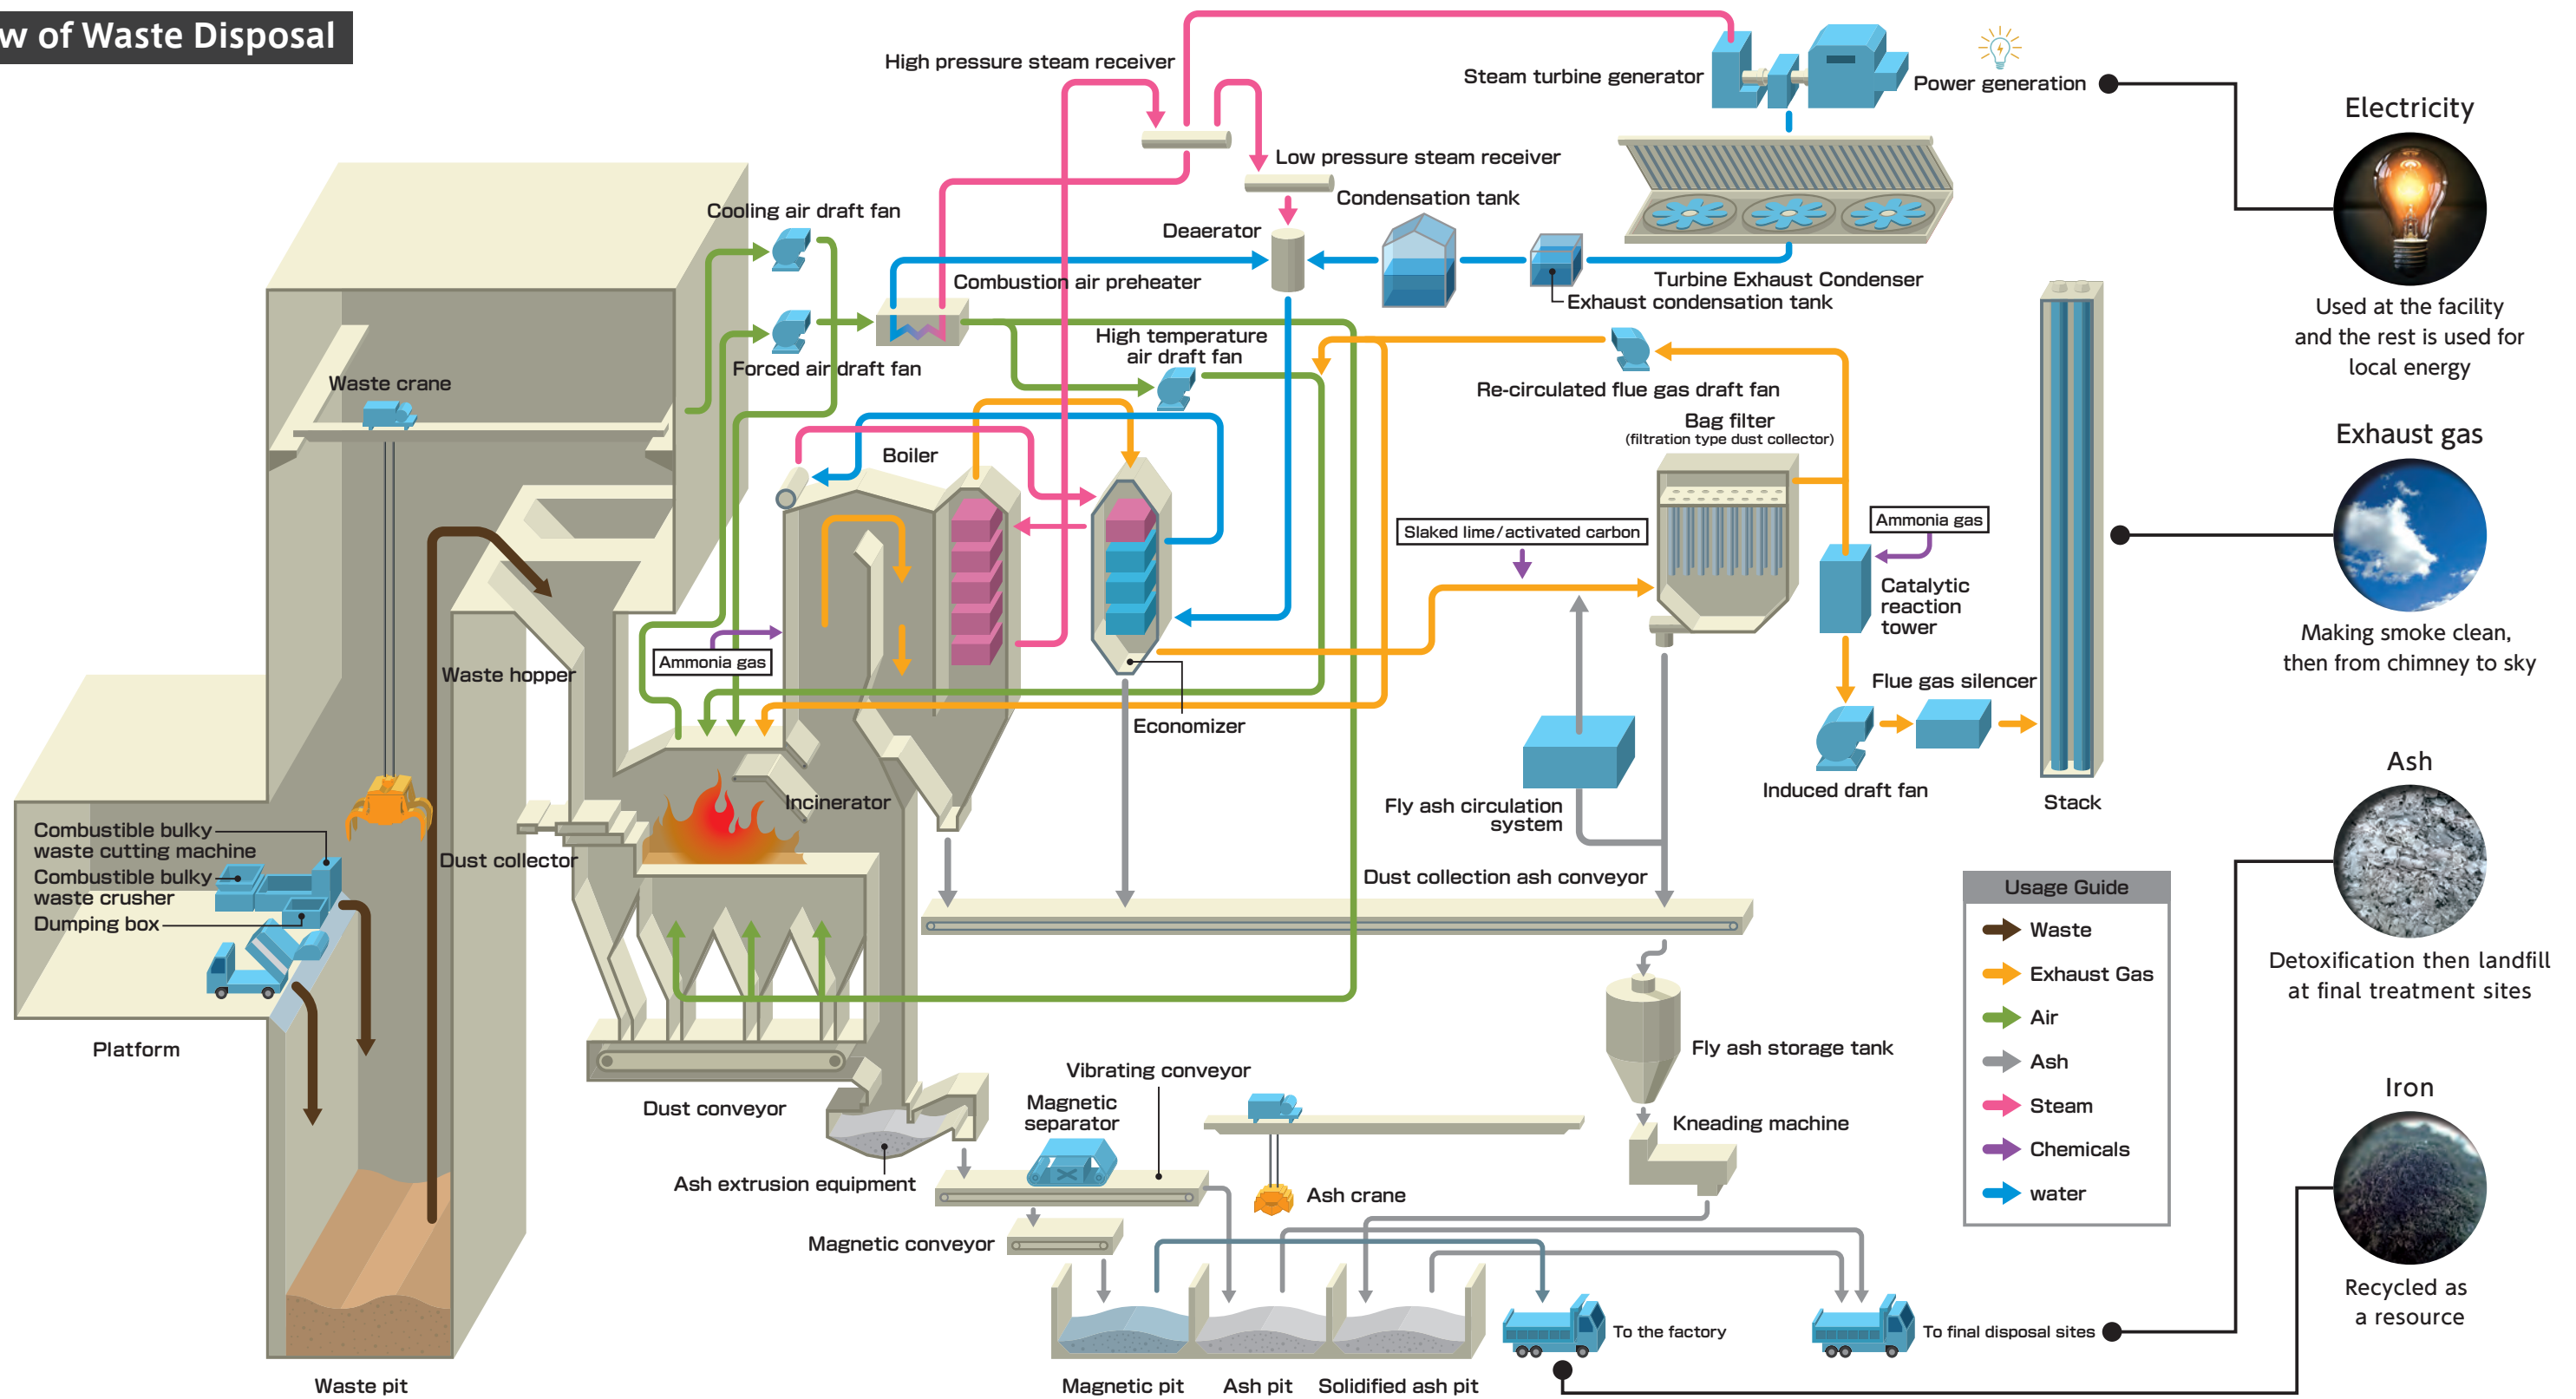 w of Waste Disposal
High pressure steam receiver
Steam turbine generator
Power generation
Electricity
Used at the facility
and the rest is used for
local energy
Low pressure steam receiver
Condensation tank
Cooling air draft fan
Deaerator
Combustion air preheater
Turbine Exhaust Condenser
Exhaust condensation tank
High temperature
air draft fan
Forced air draft fan
Waste crane
Re-circulated flue gas draft fan
Bag filter
(filtration type dust collector)
Exhaust gas
Making smoke clean,
then from chimney to sky
Boiler
Slaked lime/activated carbon
Ammonia gas
Catalytic
reaction
tower
Ammonia gas
Waste hopper
Flue gas silencer
Economizer
Induced draft fan
Stack
Incinerator
Fly ash circulation
system
Ash
Detoxification then landfill
at final treatment sites
Combustible bulky
waste cutting machine
Combustible bulky
waste crusher
Dumping box
Dust collector
Dust collection ash conveyor
Usage Guide
Waste
Exhaust Gas
Air
Ash
Steam
Chemicals
water
Platform
Fly ash storage tank
Vibrating conveyor
Dust conveyor
Magnetic
separator
Kneading machine
Iron
Recycled as
a resource
Ash extrusion equipment
Ash crane
Magnetic conveyor
To the factory
To final disposal sites
Waste pit
Magnetic pit
Ash pit
Solidified ash pit